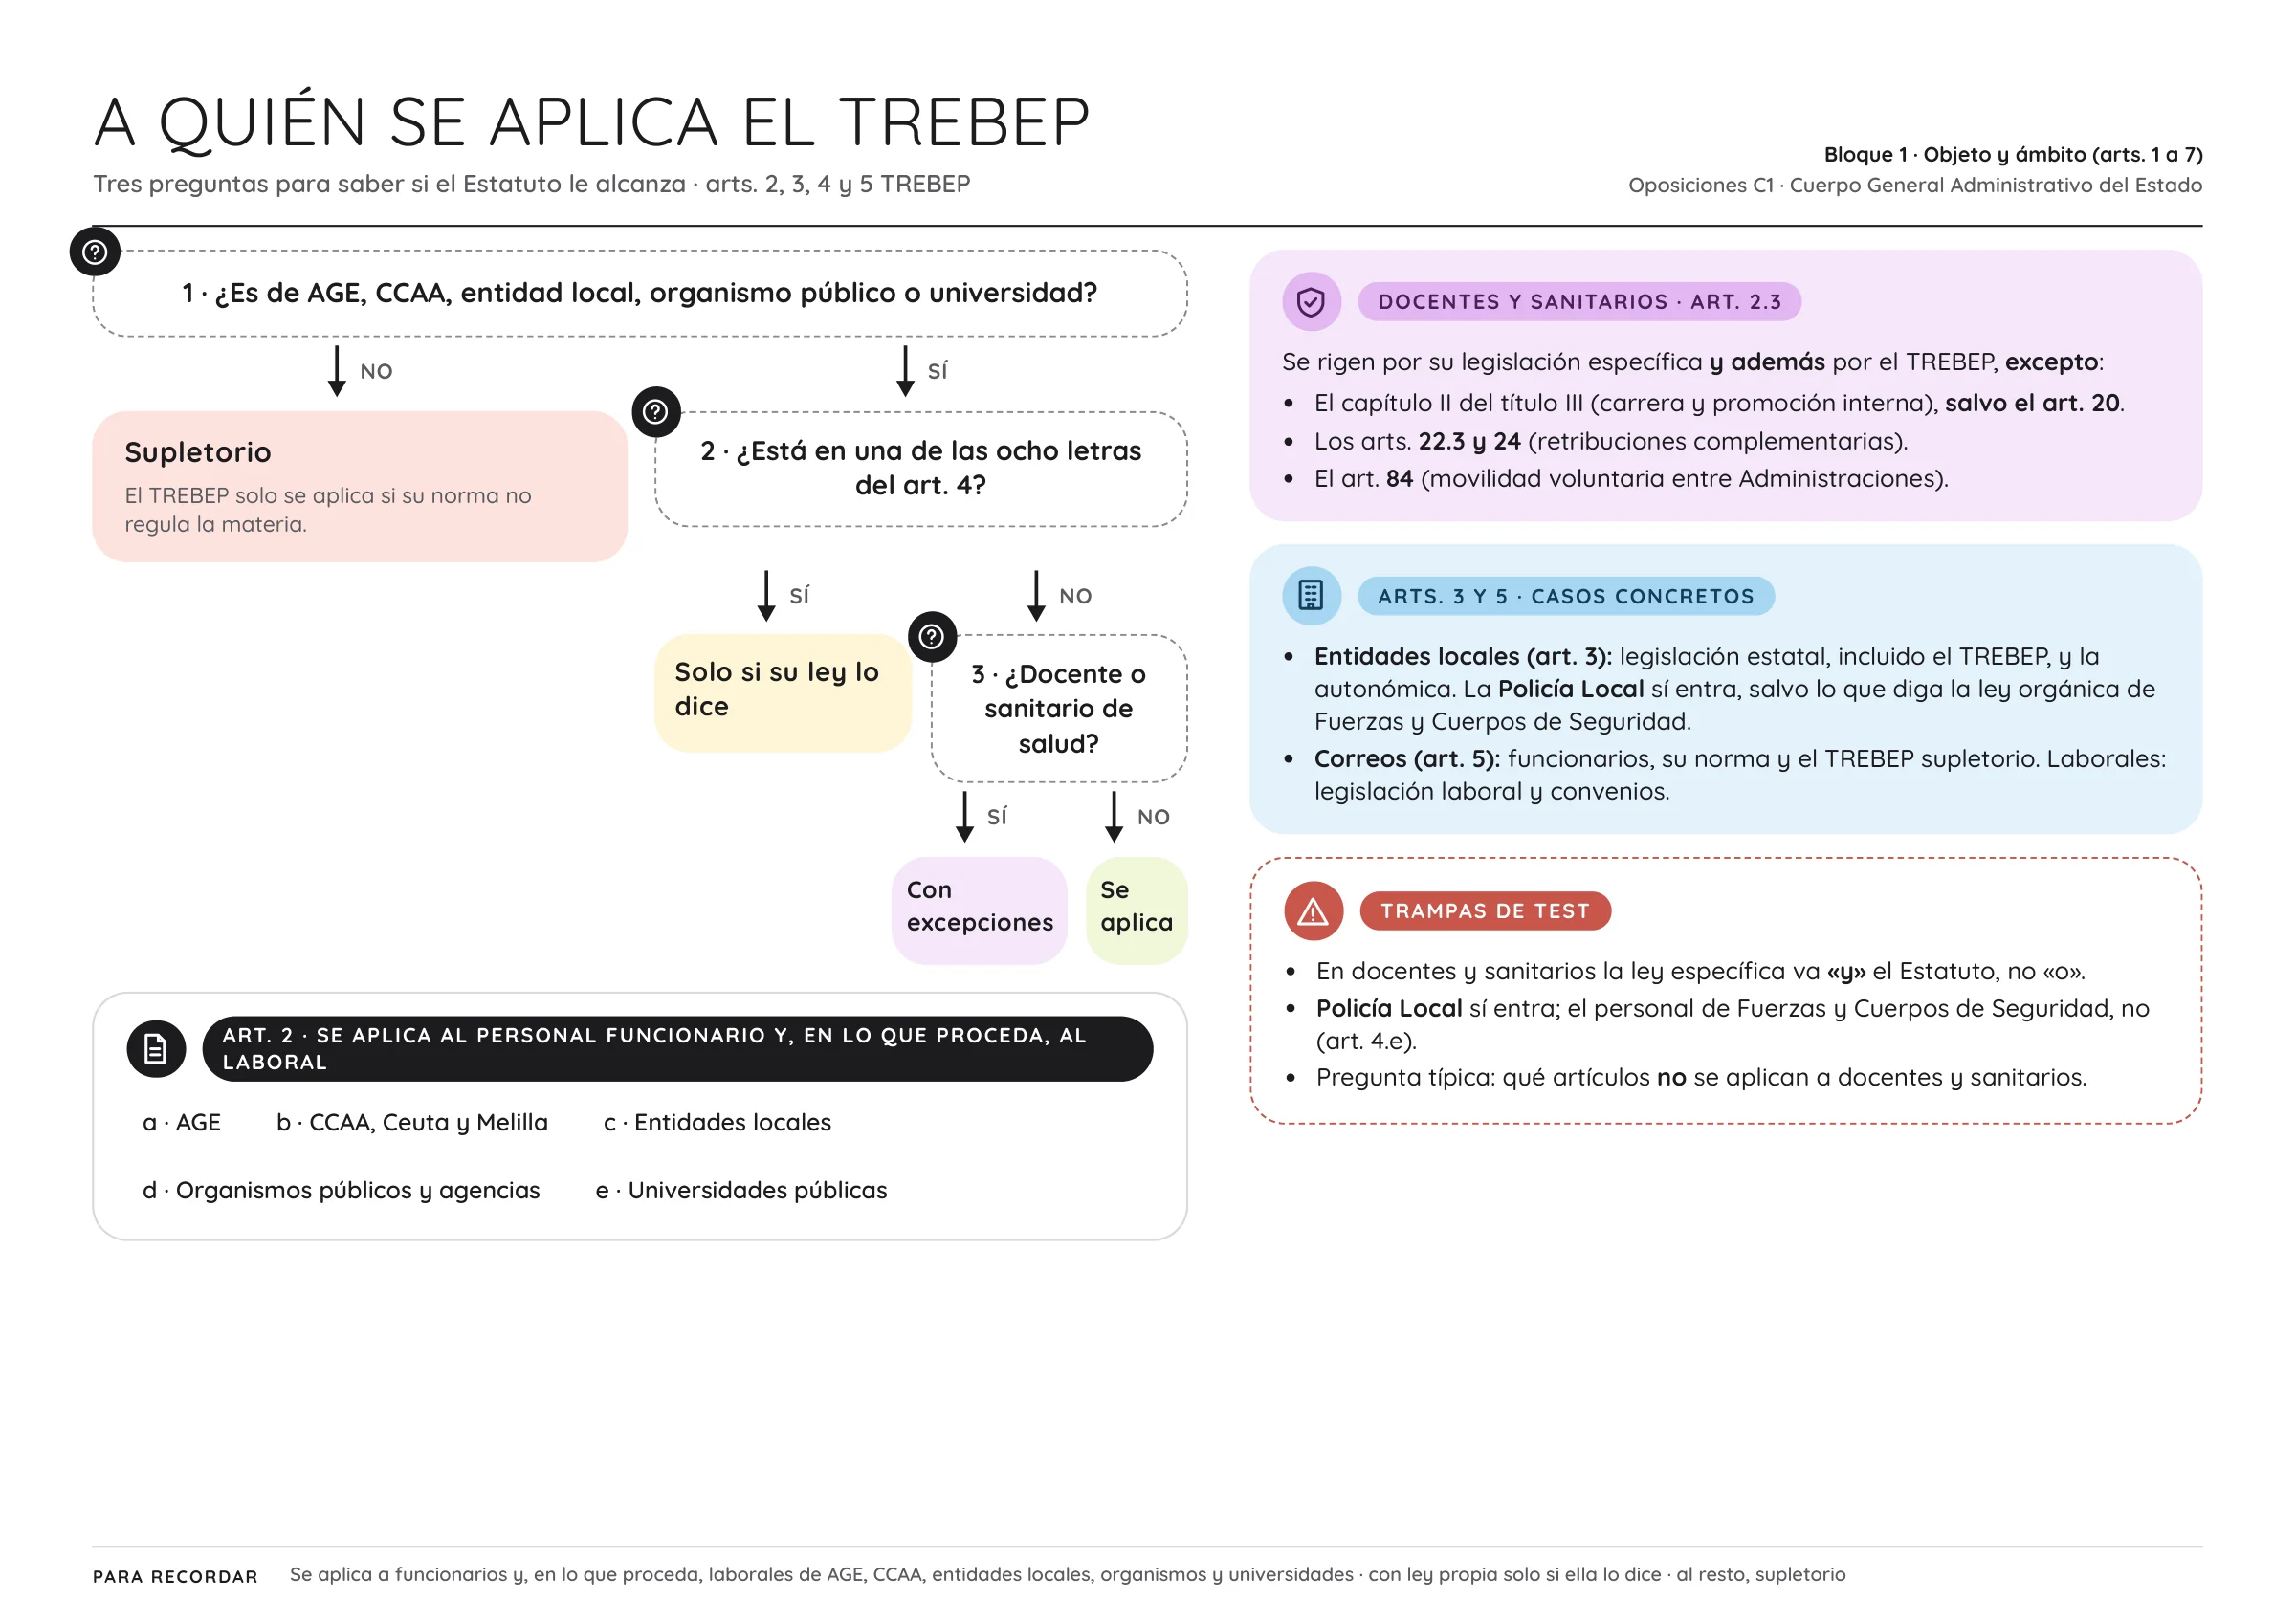 A QUIÉN SE APLICA EL TREBEP
Tres preguntas para saber si el Estatuto le alcanza · arts. 2, 3, 4 y 5 TREBEP
Bloque 1 · Objeto y ámbito (arts. 1 a 7)
Oposiciones C1 · Cuerpo General Administrativo del Estado
1 · ¿Es de AGE, CCAA, entidad local, organismo público o universidad?
NO
SÍ
Supletorio
El TREBEP solo se aplica si su norma no
regula la materia.
2 · ¿Está en una de las ocho letras
del art. 4?
SÍ
NO
Solo si su ley lo
dice
3 · ¿Docente o
sanitario de
salud?
SÍ
NO
Con
excepciones
Se
aplica
ART. 2 · SE APLICA AL PERSONAL FUNCIONARIO Y, EN LO QUE PROCEDA, AL
LABORAL
a · AGE b · CCAA, Ceuta y Melilla c · Entidades locales
d · Organismos públicos y agencias e · Universidades públicas
DOCENTES Y SANITARIOS · ART. 2.3
Se rigen por su legislación específica y además por el TREBEP, excepto:
• El capítulo II del título III (carrera y promoción interna), salvo el art. 20.
• Los arts. 22.3 y 24 (retribuciones complementarias).
• El art. 84 (movilidad voluntaria entre Administraciones).
ARTS. 3 Y 5 · CASOS CONCRETOS
• Entidades locales (art. 3): legislación estatal, incluido el TREBEP, y la
autonómica. La Policía Local sí entra, salvo lo que diga la ley orgánica de
Fuerzas y Cuerpos de Seguridad.
• Correos (art. 5): funcionarios, su norma y el TREBEP supletorio. Laborales:
legislación laboral y convenios.
TRAMPAS DE TEST
• En docentes y sanitarios la ley específica va «y» el Estatuto, no «o».
• Policía Local sí entra; el personal de Fuerzas y Cuerpos de Seguridad, no
(art. 4.e).
• Pregunta típica: qué artículos no se aplican a docentes y sanitarios.
PARA RECORDAR Se aplica a funcionarios y, en lo que proceda, laborales de AGE, CCAA, entidades locales, organismos y universidades · con ley propia solo si ella lo dice · al resto, supletorio